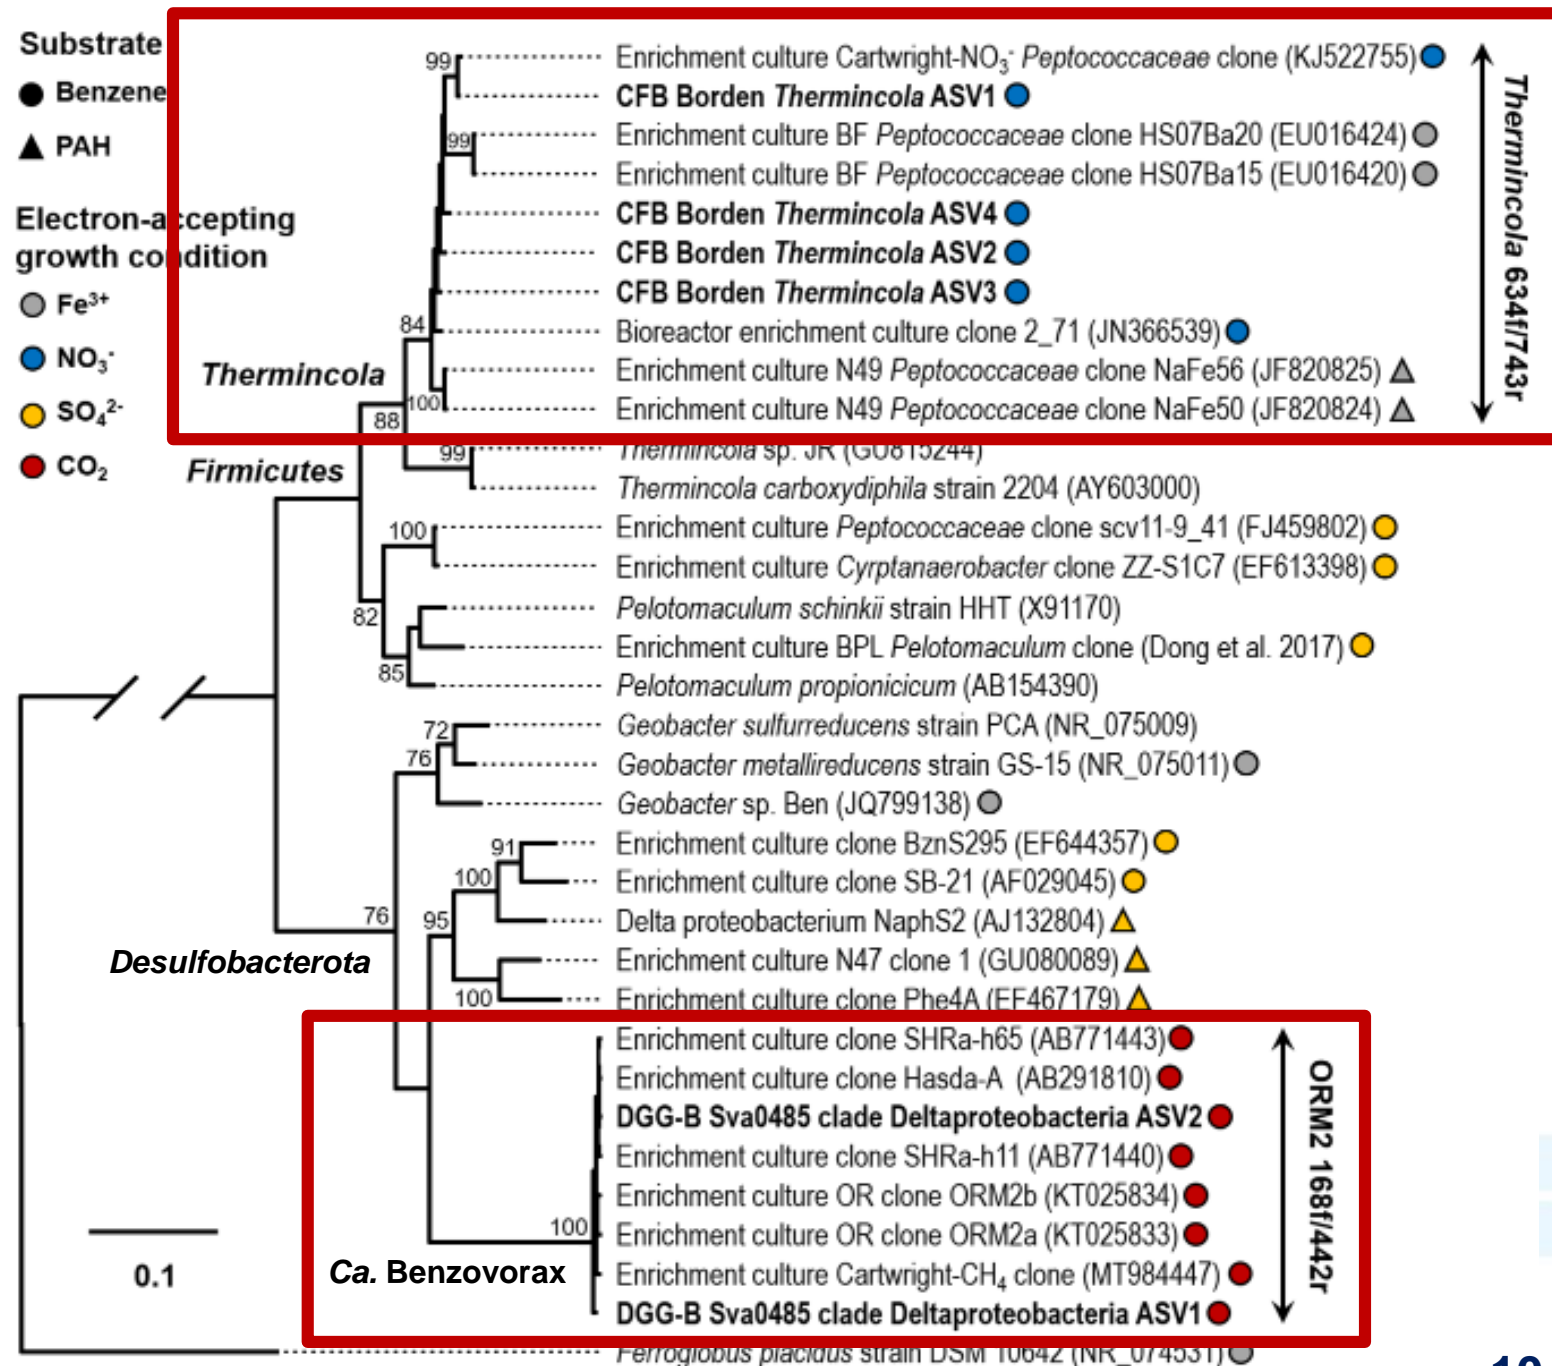 Substrate
Benzene
PAH
Electron-accepting
growth condition
Fe³⁺
NO₃⁻
SO₄²⁻
CO₂
99
Enrichment culture Cartwright-NO₃⁻ Peptococcaceae clone (KJ522755)
CFB Borden Thermincola ASV1
99
Enrichment culture BF Peptococcaceae clone HS07Ba20 (EU016424)
Enrichment culture BF Peptococcaceae clone HS07Ba15 (EU016420)
CFB Borden Thermincola ASV4
CFB Borden Thermincola ASV2
CFB Borden Thermincola ASV3
84
Bioreactor enrichment culture clone 2_71 (JN366539)
Thermincola
Enrichment culture N49 Peptococcaceae clone NaFe56 (JF820825)
100
Enrichment culture N49 Peptococcaceae clone NaFe50 (JF820824)
88
Thermincola 634f/743r
99
Thermincola sp. JR (GU815244)
Firmicutes
Thermincola carboxydiphila strain 2204 (AY603000)
100
Enrichment culture Peptococcaceae clone scv11-9_41 (FJ459802)
Enrichment culture Cyrptanaerobacter clone ZZ-S1C7 (EF613398)
82
Pelotomaculum schinkii strain HHT (X91170)
Enrichment culture BPL Pelotomaculum clone (Dong et al. 2017)
85
Pelotomaculum propionicicum (AB154390)
72
Geobacter sulfurreducens strain PCA (NR_075009)
76
Geobacter metallireducens strain GS-15 (NR_075011)
Geobacter sp. Ben (JQ799138)
91
Enrichment culture clone BznS295 (EF644357)
100
Enrichment culture clone SB-21 (AF029045)
76
95
Delta proteobacterium NaphS2 (AJ132804)
Desulfobacterota
Enrichment culture N47 clone 1 (GU080089)
100
Enrichment culture clone Phe4A (EF467179)
Enrichment culture clone SHRa-h65 (AB771443)
Enrichment culture clone Hasda-A (AB291810)
DGG-B Sva0485 clade Deltaproteobacteria ASV2
Enrichment culture clone SHRa-h11 (AB771440)
Enrichment culture OR clone ORM2b (KT025834)
100
Enrichment culture OR clone ORM2a (KT025833)
Ca. Benzovorax
Enrichment culture Cartwright-CH₄ clone (MT984447)
DGG-B Sva0485 clade Deltaproteobacteria ASV1
ORM2 168f/442r
0.1
Ferroglobus placidus strain DSM 10642 (NR_074531)